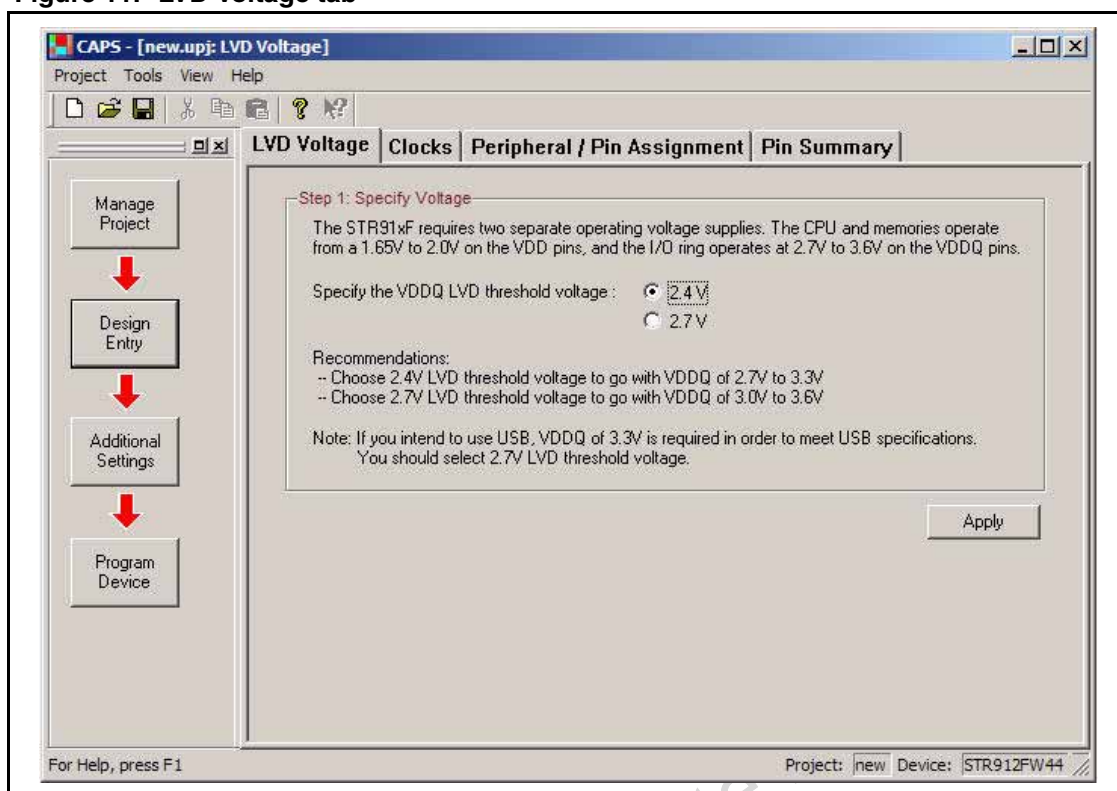 CAPS - [new.upj: LVD Voltage]
Project Tools View Help
LVD Voltage Clocks Peripheral / Pin Assignment Pin Summary
Manage
Project
Design
Entry
Additional
Settings
Program
Device
Step 1: Specify Voltage
The STR91xF requires two separate operating voltage supplies. The CPU and memories operate
from a 1.65V to 2.0V on the VDD pins, and the I/O ring operates at 2.7V to 3.6V on the VDDQ pins.
Specify the VDDQ LVD threshold voltage : 2.4 V
2.7 V
Recommendations:
-- Choose 2.4V LVD threshold voltage to go with VDDQ of 2.7V to 3.3V
-- Choose 2.7V LVD threshold voltage to go with VDDQ of 3.0V to 3.6V
Note: If you intend to use USB, VDDQ of 3.3V is required in order to meet USB specifications.
You should select 2.7V LVD threshold voltage.
Apply
For Help, press F1 Project: new Device: STR912FW44